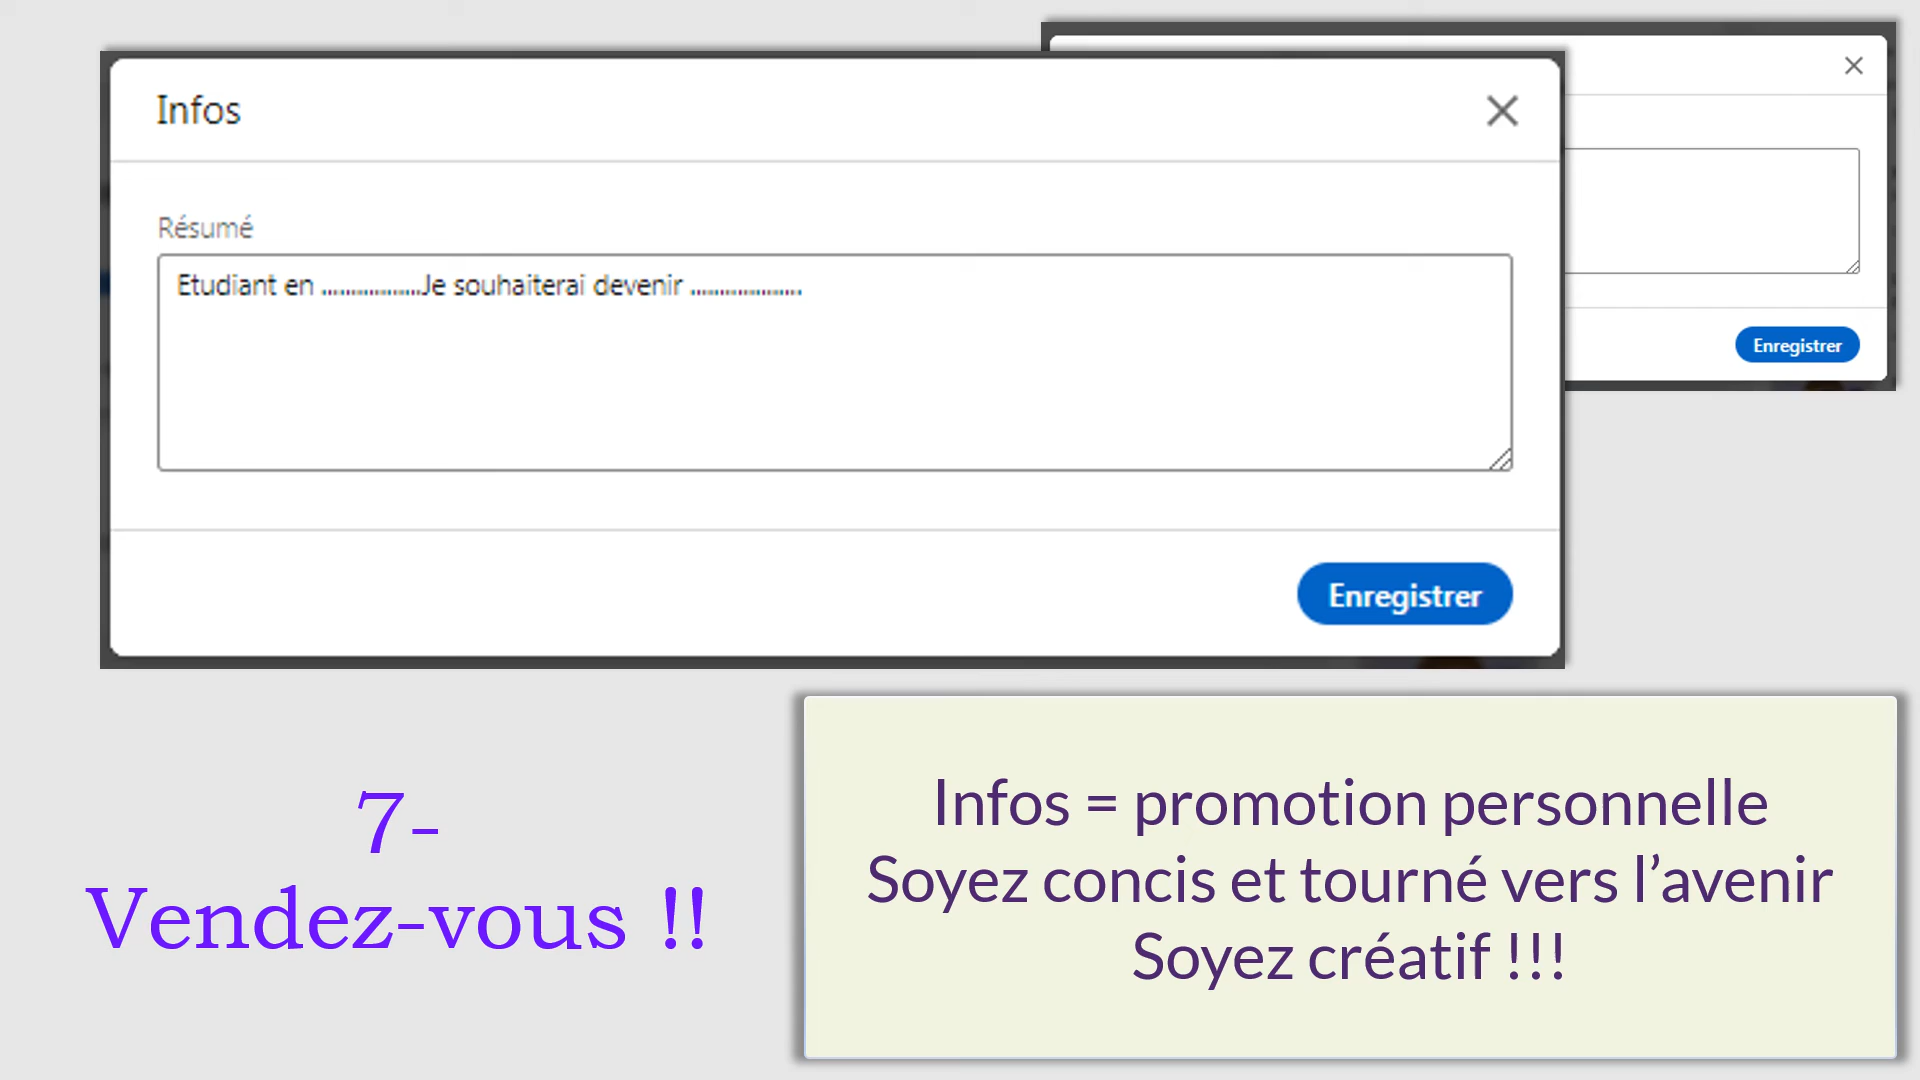 Infos
Résumé
Etudiant en .................Je souhaiterai devenir ...................
Enregistrer
Enregistrer
7-
Vendez-vous !!
Infos = promotion personnelle
Soyez concis et tourné vers l’avenir
Soyez créatif !!!